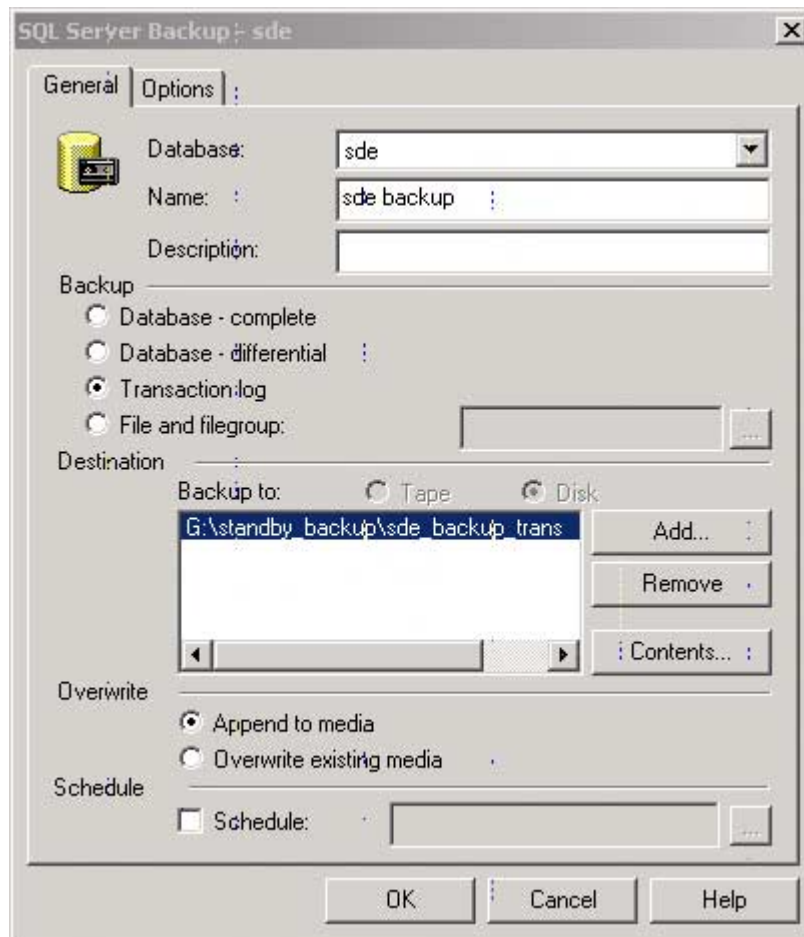 SQL Server Backup - sde
General Options
Database: sde
Name: sde backup
Description:
Backup
Database - complete
Database - differential
Transaction log
File and filegroup: ...
Destination
Backup to: Tape Disk
G:\standby_backup\sde_backup_trans
Add...
Remove
Contents...
Overwrite
Append to media
Overwrite existing media
Schedule
Schedule: ...
OK Cancel Help